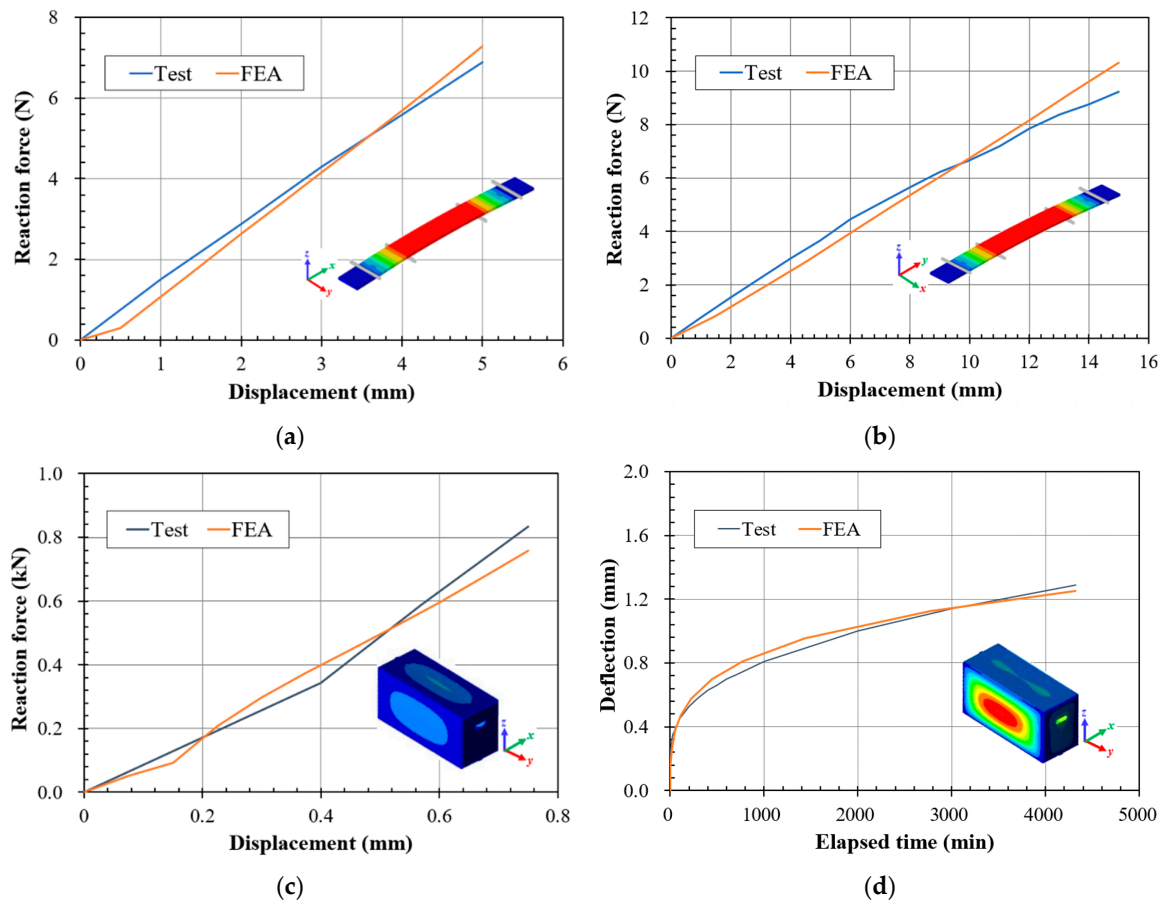 8
6
4
2
0
Reaction force (N)
Test FEA
z
x
y
0 1 2 3 4 5 6
Displacement (mm)
(a)
12
10
8
6
4
2
0
Reaction force (N)
Test FEA
z
y
x
0 2 4 6 8 10 12 14 16
Displacement (mm)
(b)
1.0
0.8
0.6
0.4
0.2
0.0
Reaction force (kN)
Test FEA
z
x
y
0 0.2 0.4 0.6 0.8
Displacement (mm)
(c)
2.0
1.6
1.2
0.8
0.4
0.0
Deflection (mm)
Test FEA
z
x
y
0 1000 2000 3000 4000 5000
Elapsed time (min)
(d)